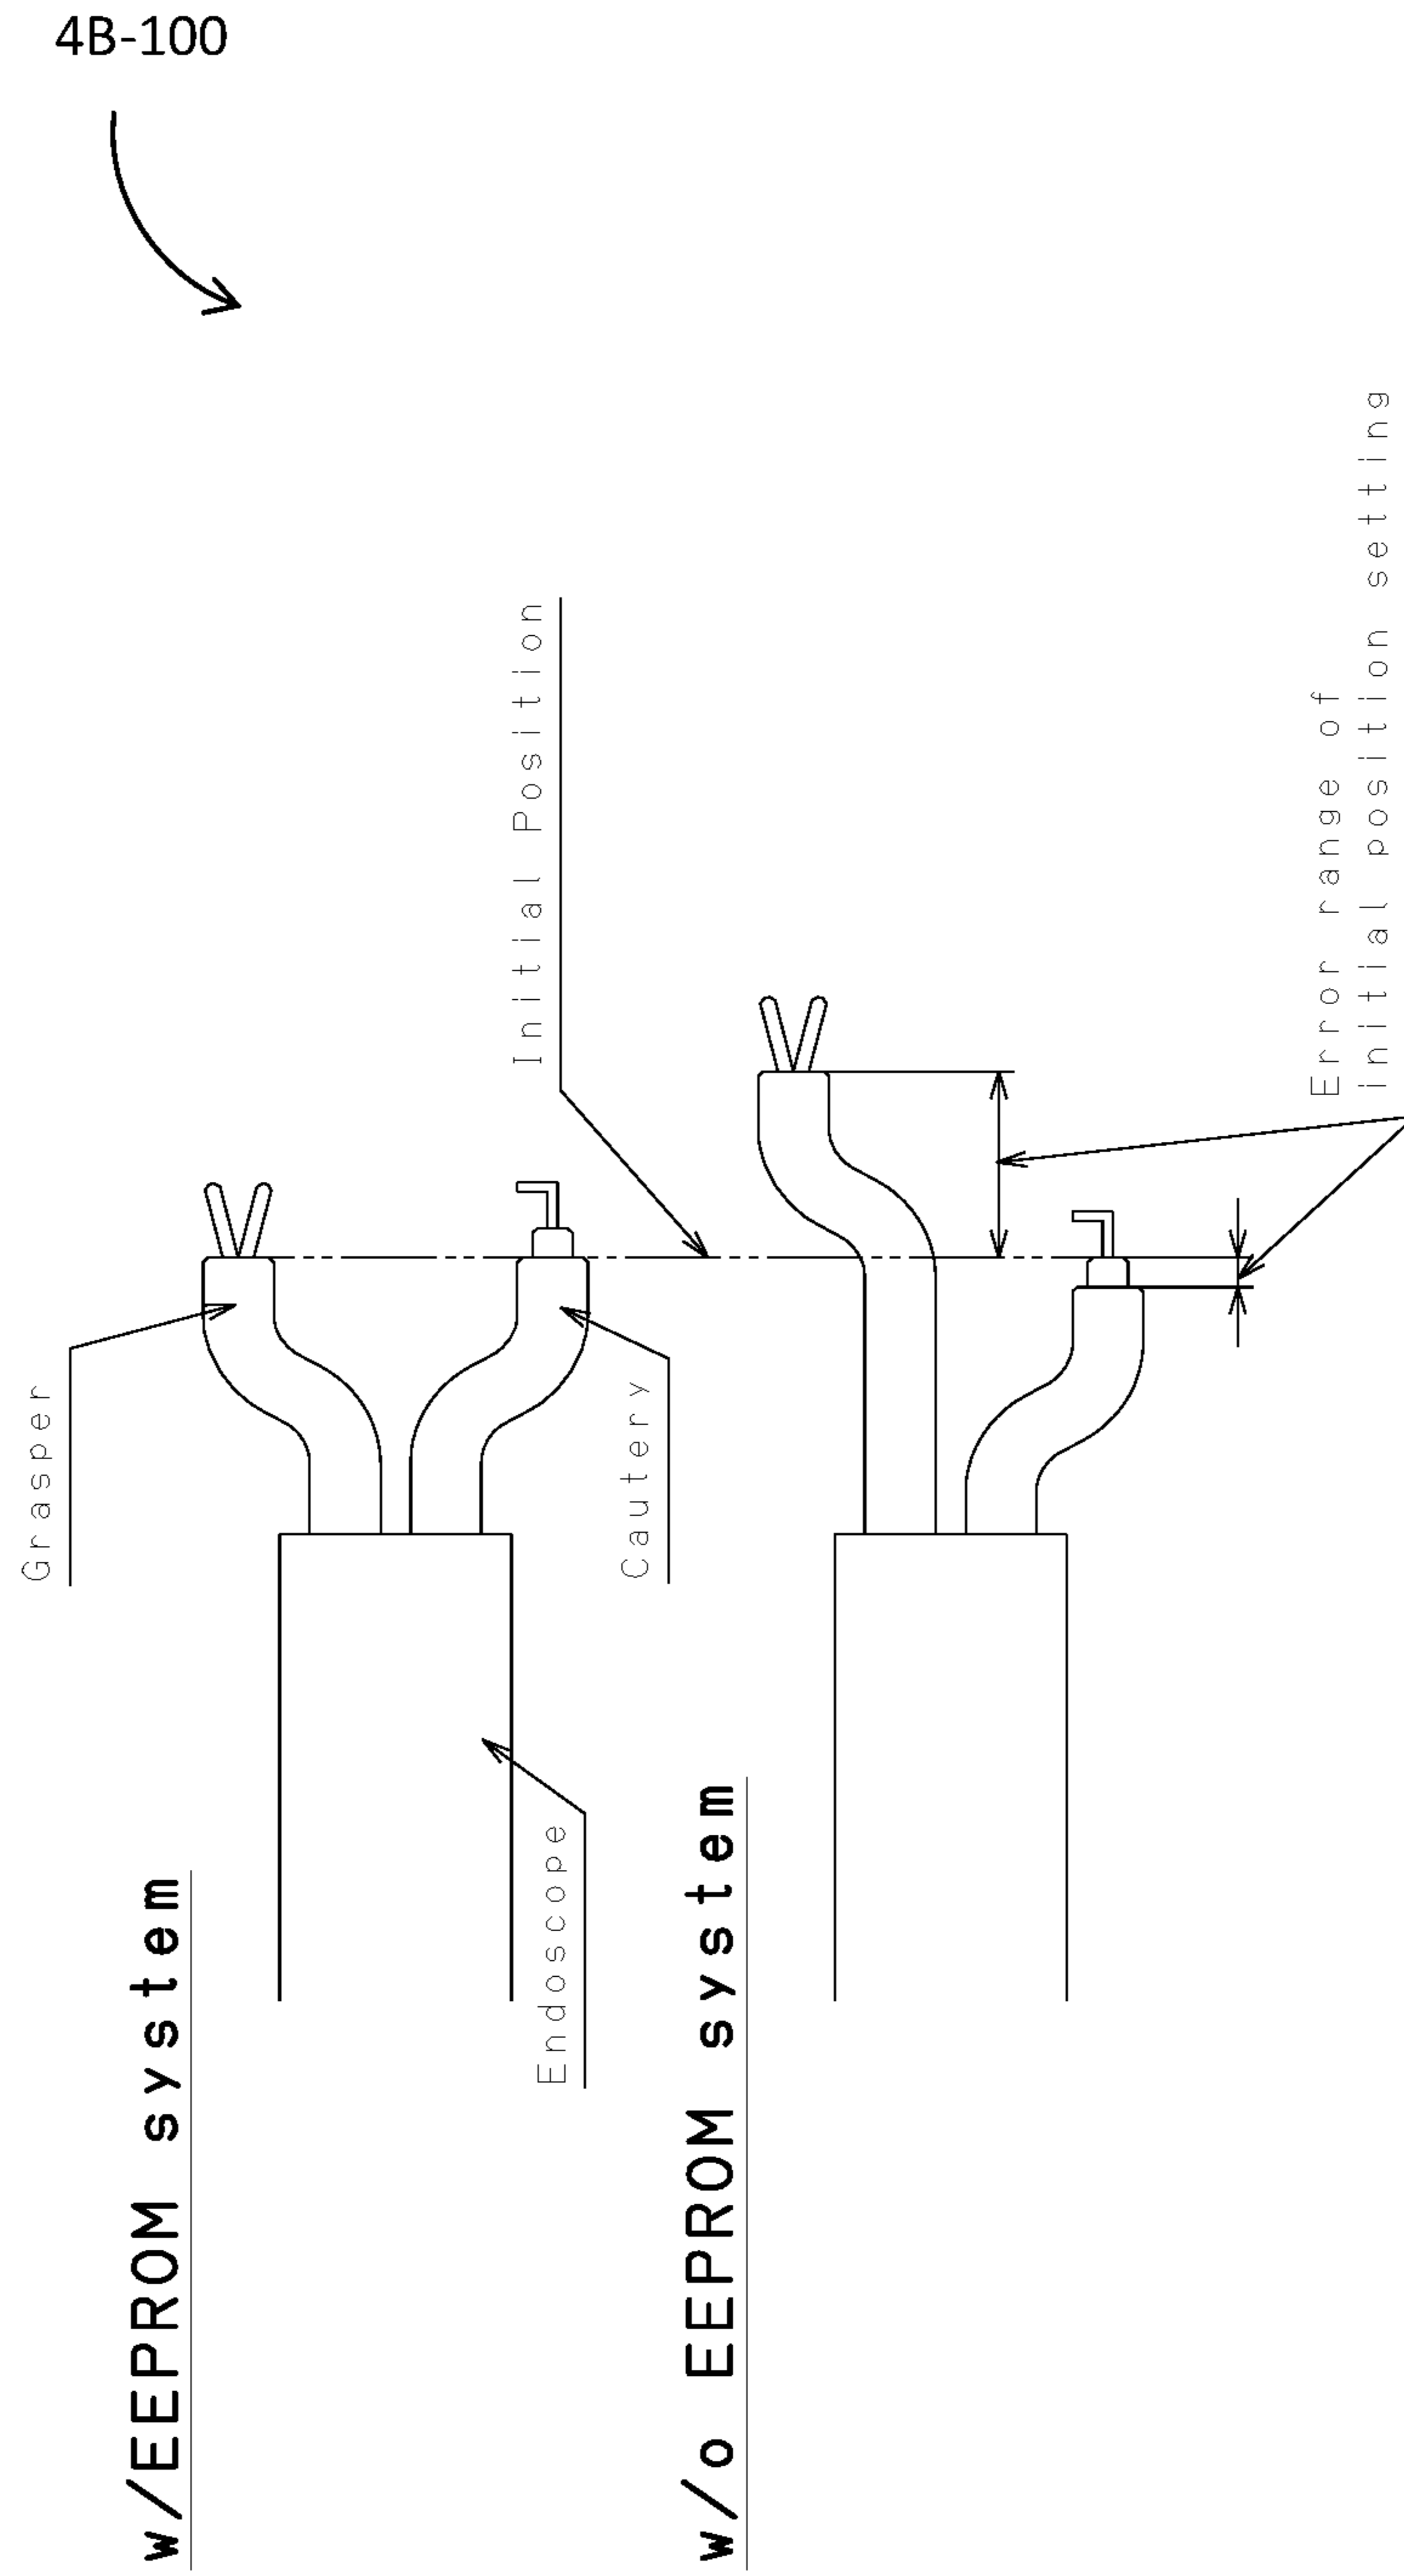 4B-100
w/EEPROM system
Grasper
Endoscope
Cautery
Initial Position
w/o EEPROM system
Error range of
initial position setting